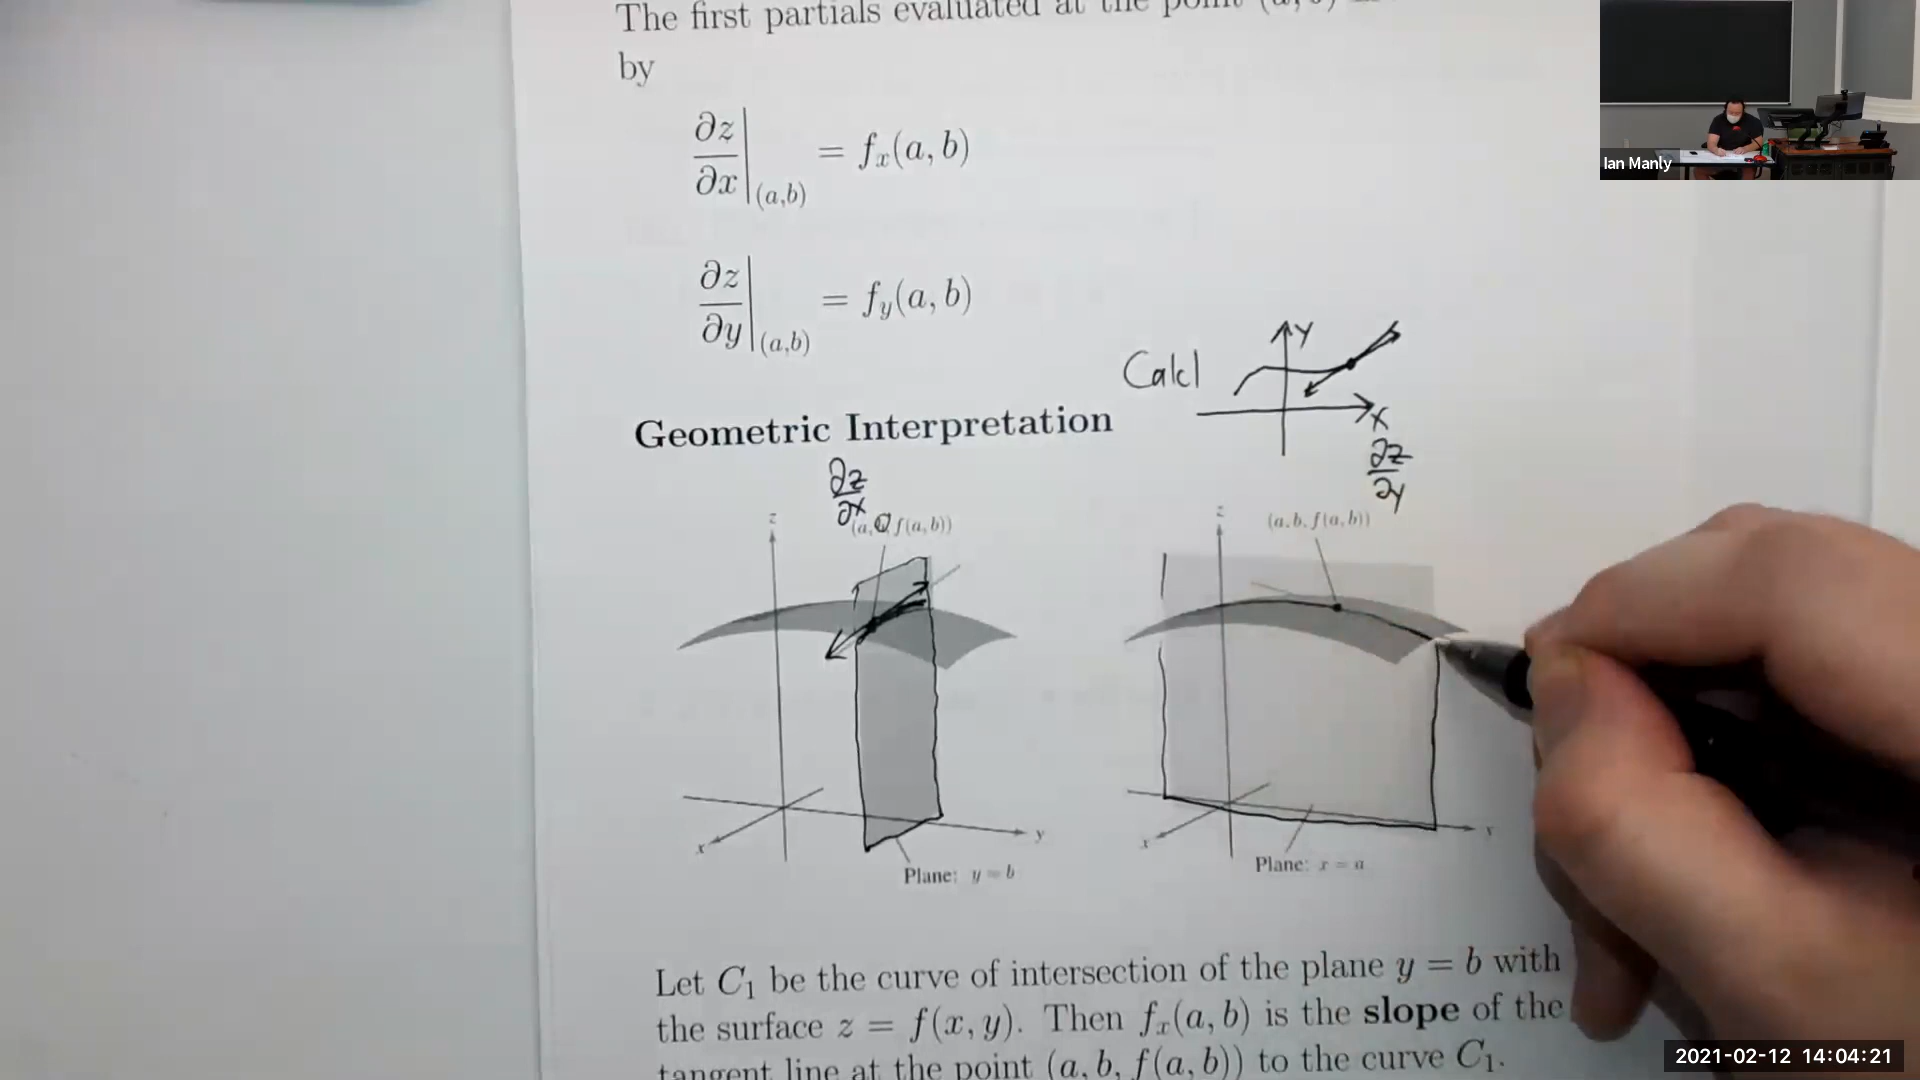 The first partials evaluated at the point
by
∂z/∂x|(a,b) = fx(a, b)
∂z/∂y|(a,b) = fy(a, b)
Calc1
Y
X
Geometric Interpretation
∂z/∂x
∂z/∂y
z
(a, f(a, b))
z
(a, b, f(a, b))
x
y
Plane: y = b
x
y
Plane: x = a
Let C1 be the curve of intersection of the plane y = b with
the surface z = f(x, y). Then fx(a, b) is the slope of the
tangent line at the point (a, b, f(a, b)) to the curve C1.
Ian Manly
2021-02-12 14:04:21